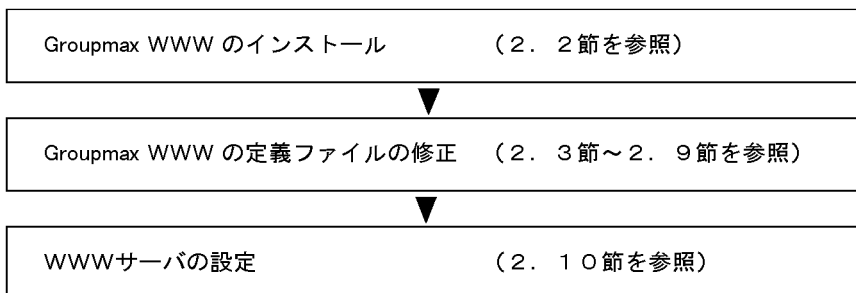 Groupmax WWW のインストール （２．２節を参照）
Groupmax WWW の定義ファイルの修正 （２．３節～２．９節を参照）
WWWサーバの設定 （２．１０節を参照）